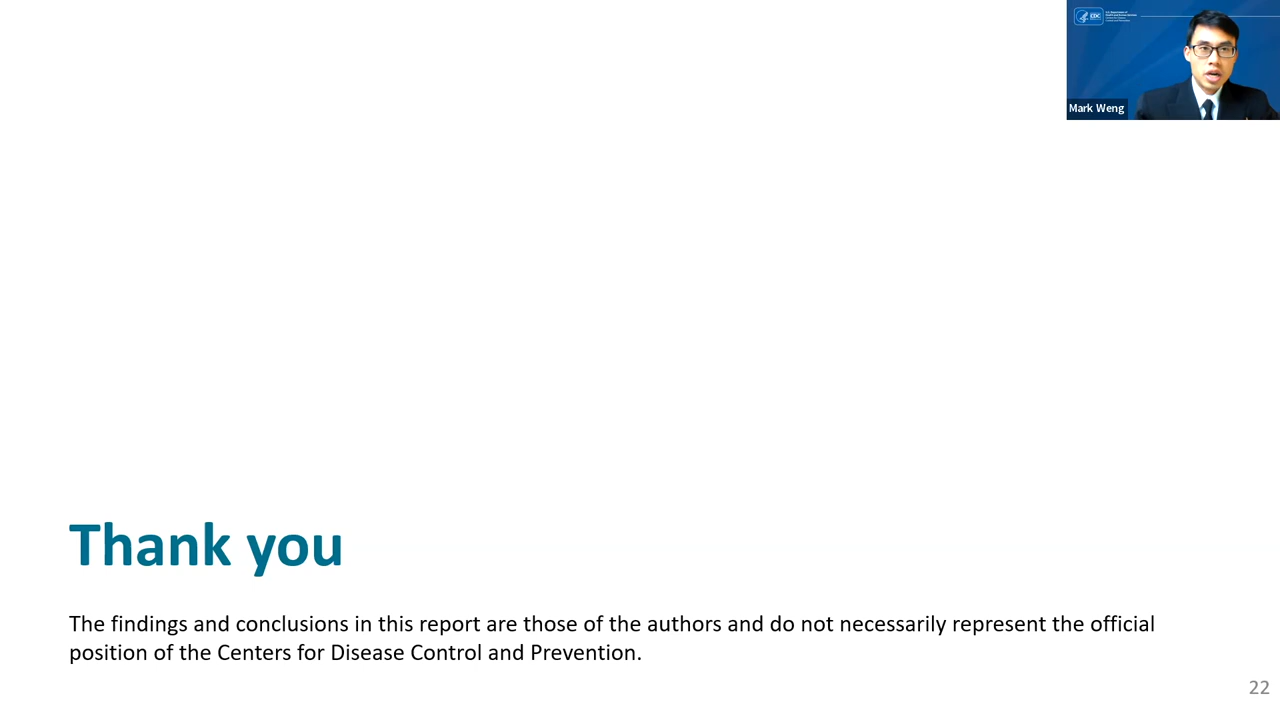 CDC
Mark Weng
Thank you
The findings and conclusions in this report are those of the authors and do not necessarily represent the official
position of the Centers for Disease Control and Prevention.
22